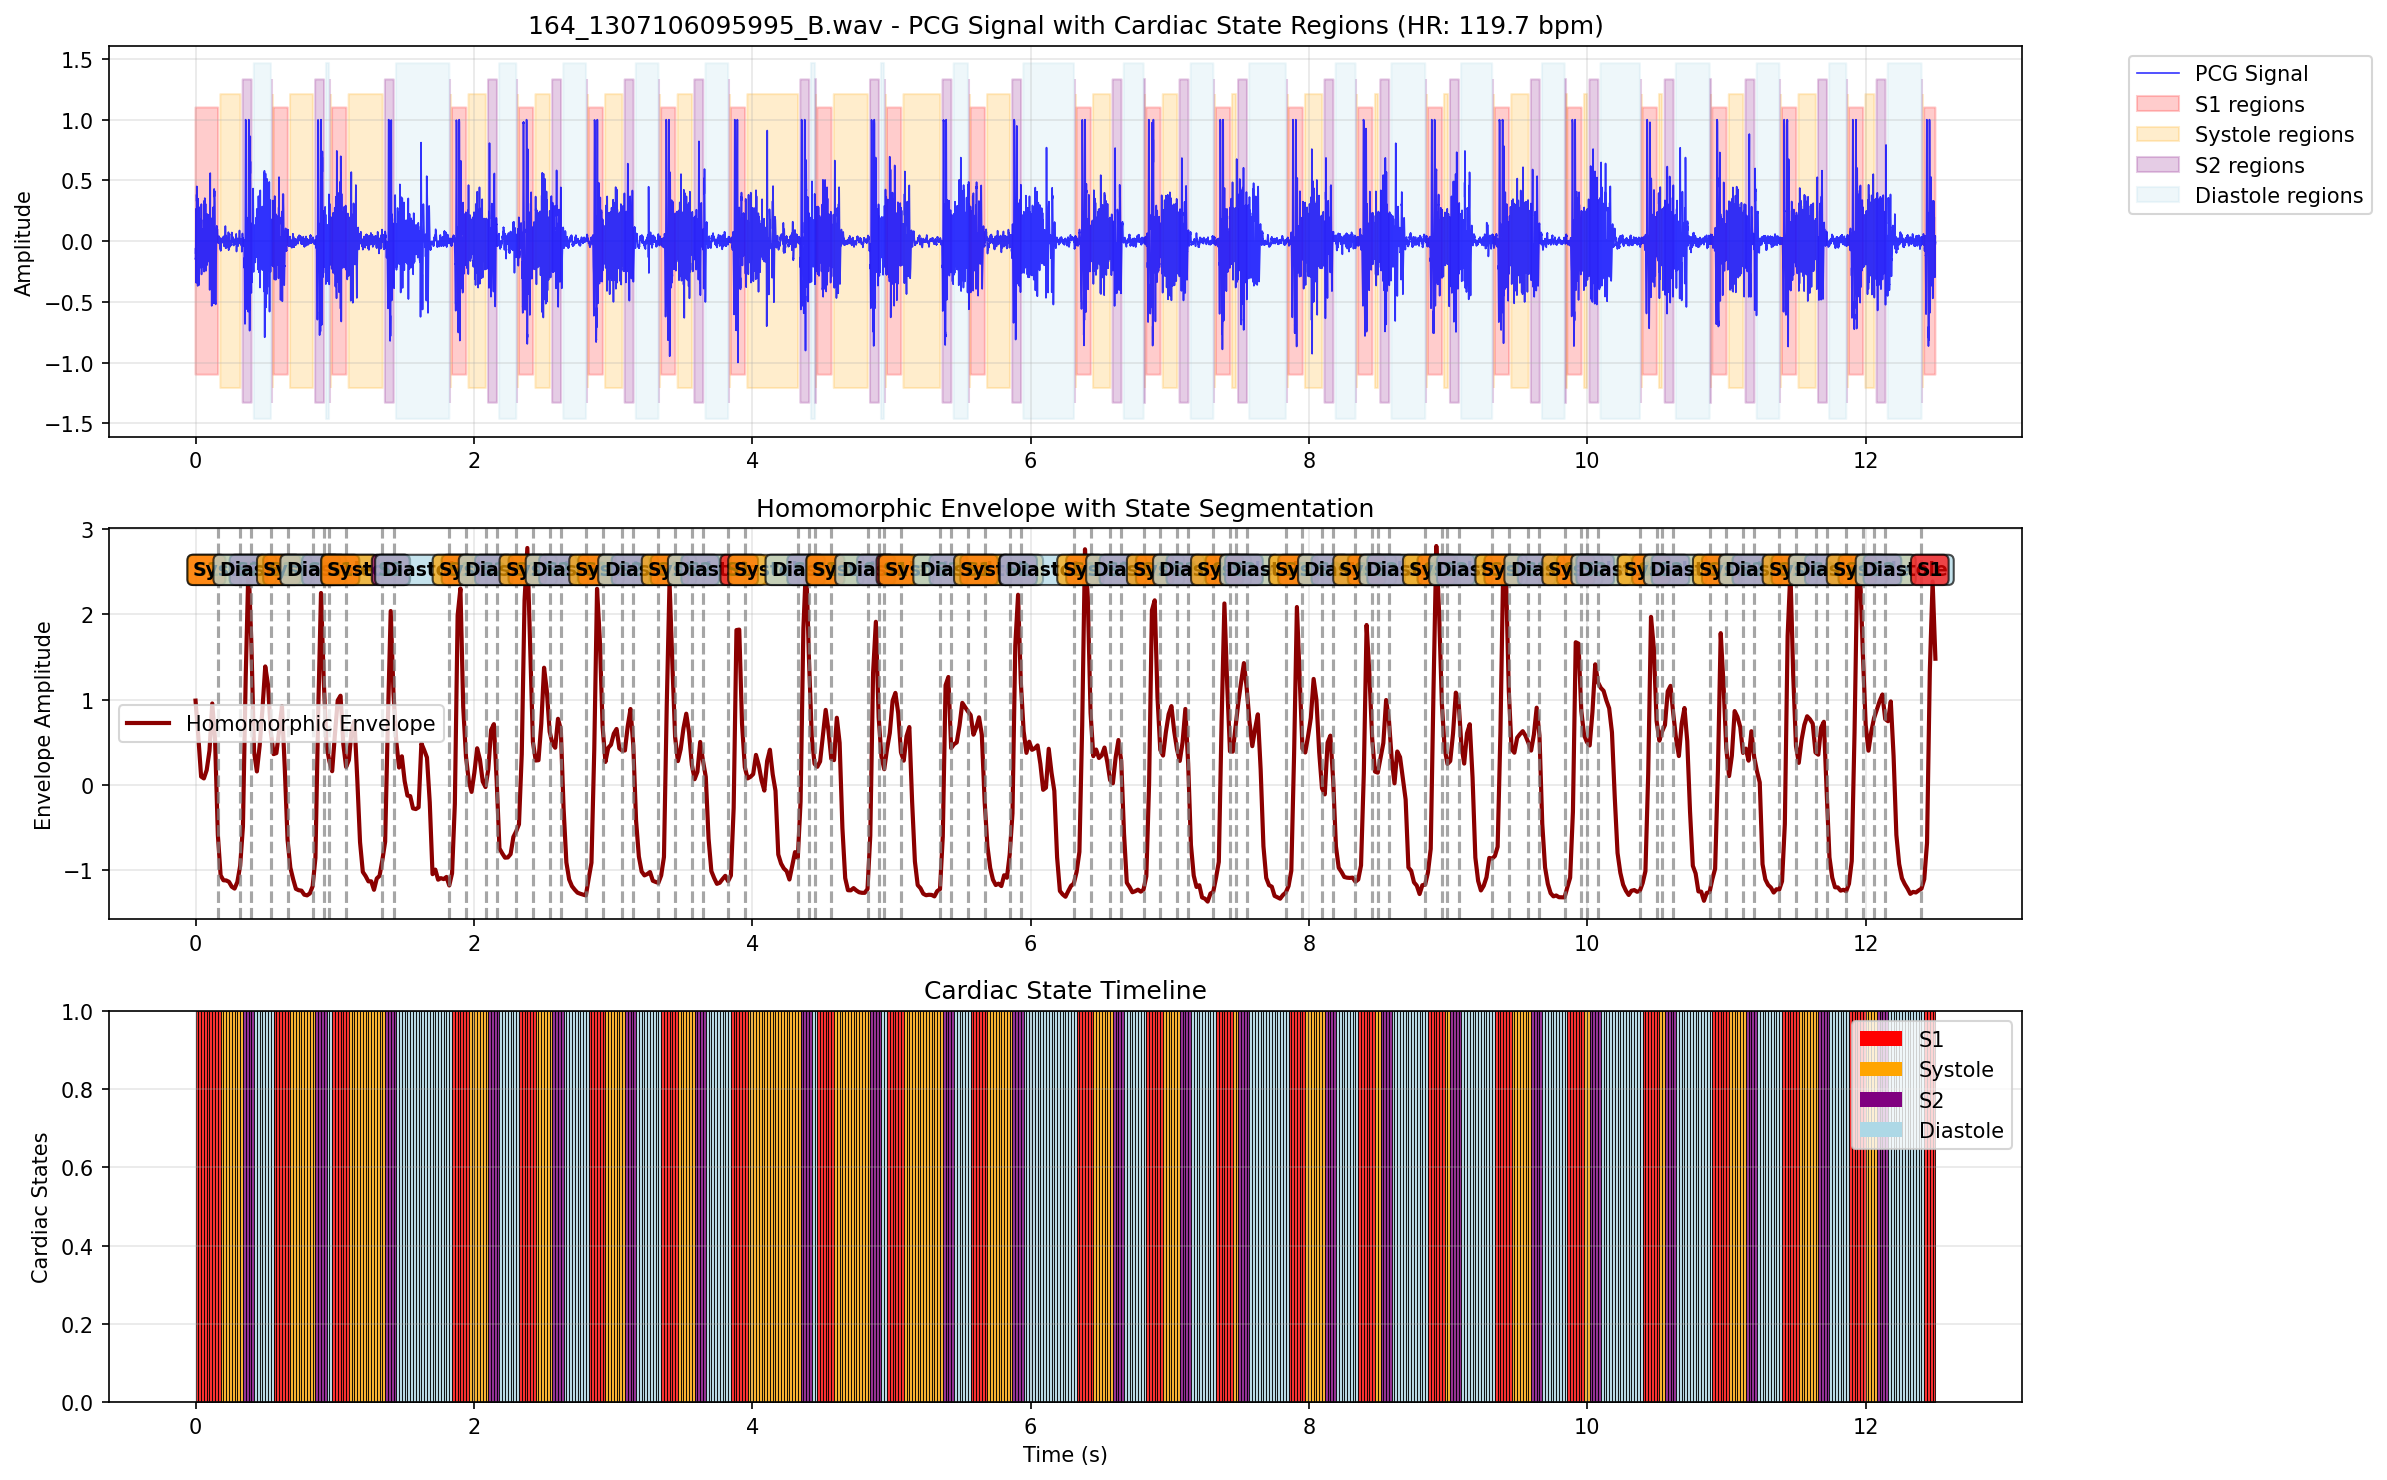 164_1307106095995_B.wav - PCG Signal with Cardiac State Regions (HR: 119.7 bpm)
1.5
1.0
0.5
0.0
−0.5
−1.0
−1.5
Amplitude
0 2 4 6 8 10 12
PCG Signal
S1 regions
Systole regions
S2 regions
Diastole regions
Homomorphic Envelope with State Segmentation
3
2
1
0
−1
Envelope Amplitude
Homomorphic Envelope
S1
0 2 4 6 8 10 12
Cardiac State Timeline
1.0
0.8
0.6
0.4
0.2
0.0
Cardiac States
S1
Systole
S2
Diastole
0 2 4 6 8 10 12
Time (s)